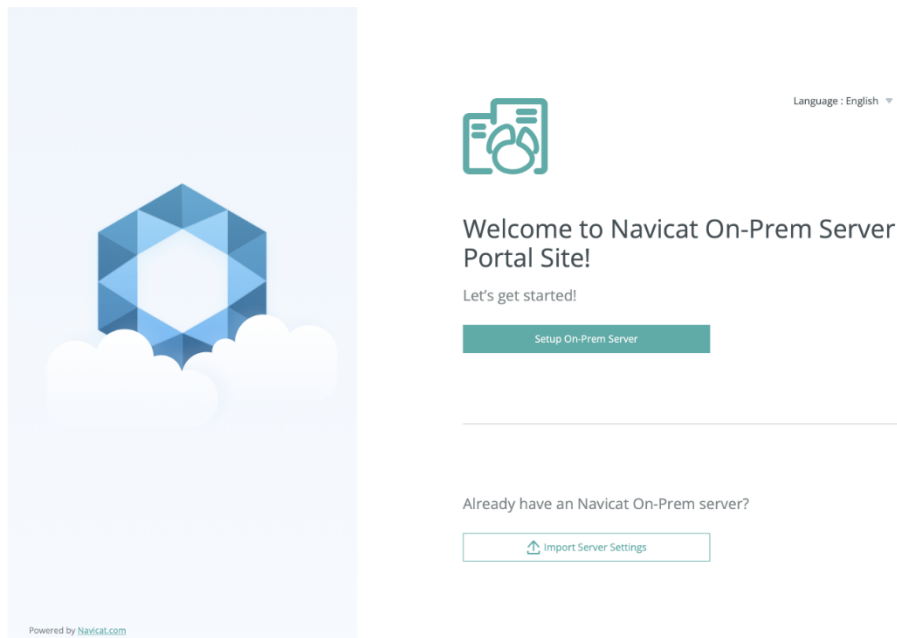 Language : English
Welcome to Navicat On-Prem Server
Portal Site!
Let's get started!
Setup On-Prem Server
Already have an Navicat On-Prem server?
Import Server Settings
Powered by Navicat.com